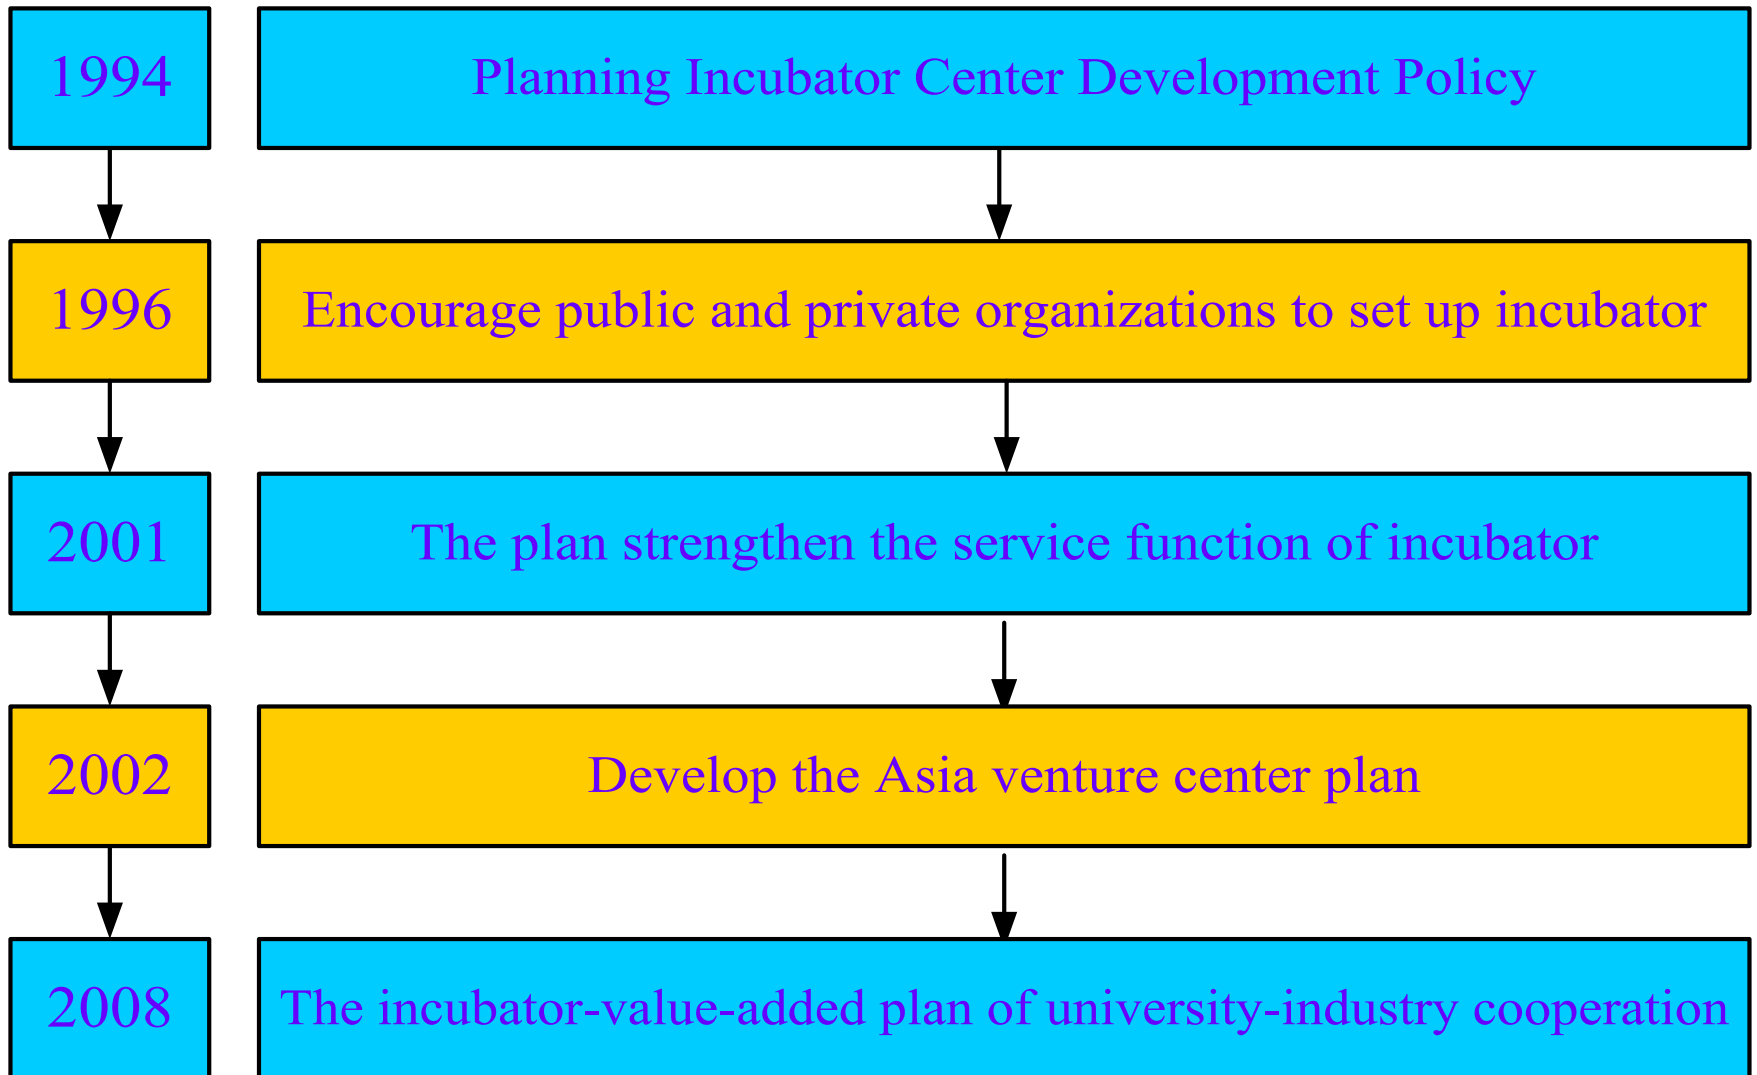 1994
Planning Incubator Center Development Policy
1996
Encourage public and private organizations to set up incubator
2001
The plan strengthen the service function of incubator
2002
Develop the Asia venture center plan
2008
The incubator-value-added plan of university-industry cooperation